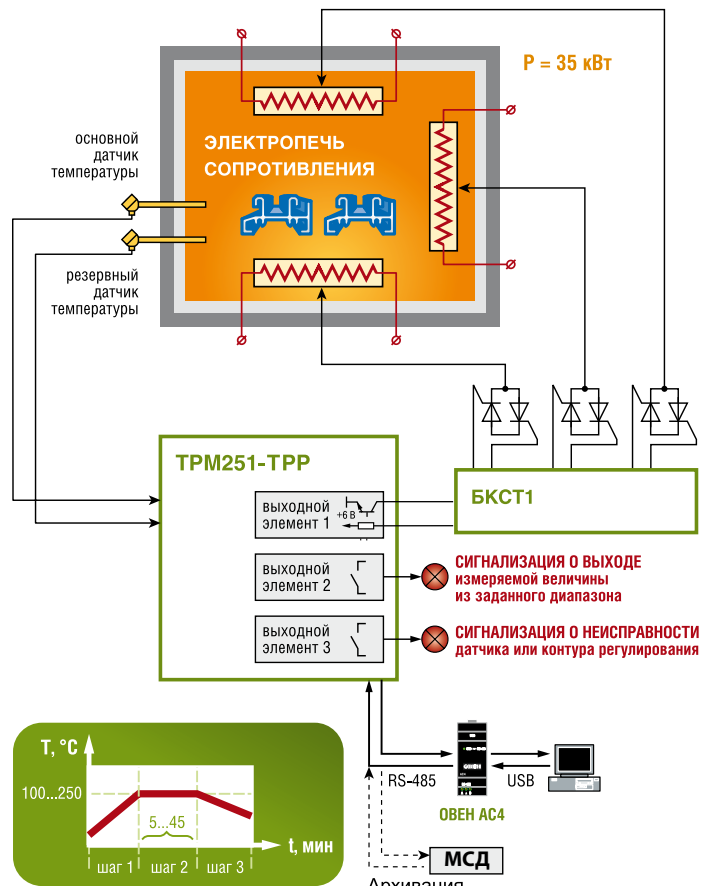 P = 35 кВт
ЭЛЕКТРОПЕЧЬ
СОПРОТИВЛЕНИЯ
основной
датчик
температуры
резервный
датчик
температуры
ТРМ251-ТРР
БКСТ1
выходной
элемент 1
+6 В
выходной
элемент 2
СИГНАЛИЗАЦИЯ О ВЫХОДЕ
измеряемой величины
из заданного диапазона
выходной
элемент 3
СИГНАЛИЗАЦИЯ О НЕИСПРАВНОСТИ
датчика или контура регулирования
T, °C
100...250
5...45
t, мин
шаг 1
шаг 2
шаг 3
RS-485
USB
ОВЕН АС4
МСД
Архивация